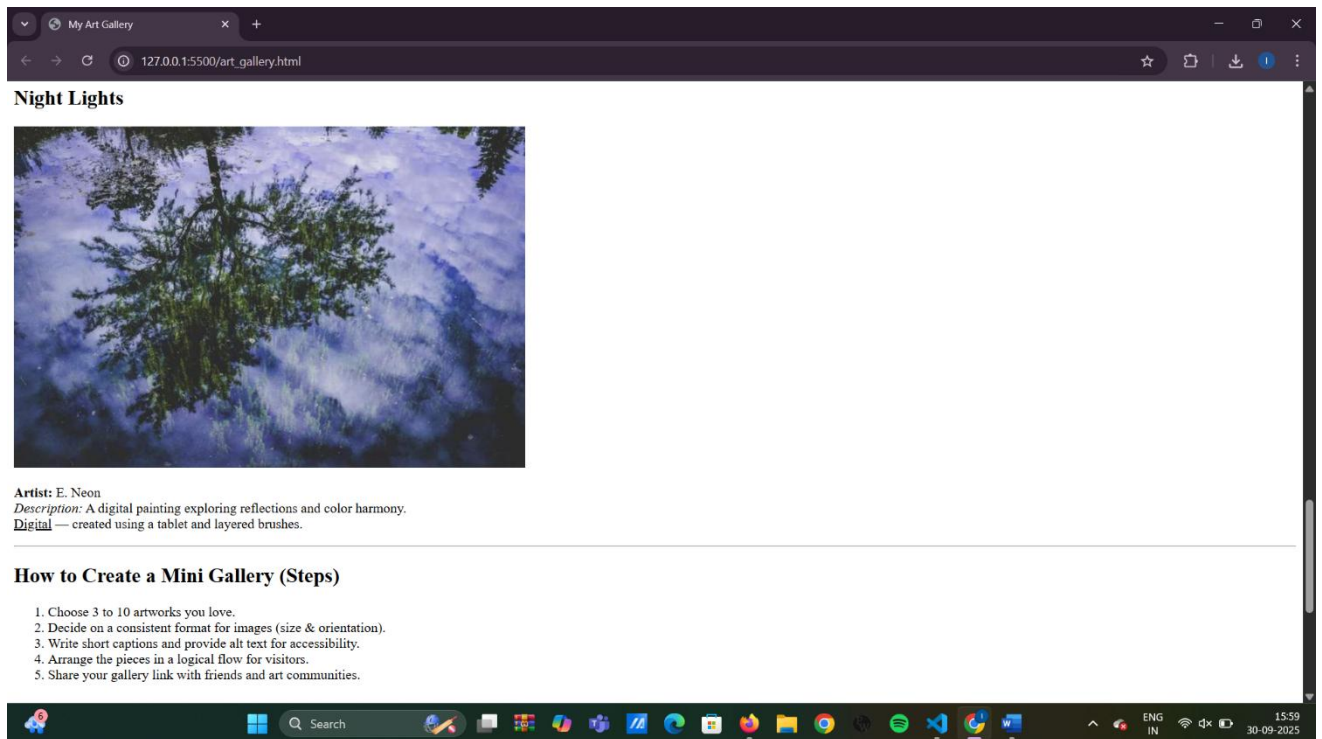 My Art Gallery
127.0.0.1:5500/art_gallery.html
I
Night Lights
Artist: E. Neon
Description: A digital painting exploring reflections and color harmony.
Digital — created using a tablet and layered brushes.
How to Create a Mini Gallery (Steps)
1. Choose 3 to 10 artworks you love.
2. Decide on a consistent format for images (size & orientation).
3. Write short captions and provide alt text for accessibility.
4. Arrange the pieces in a logical flow for visitors.
5. Share your gallery link with friends and art communities.
6
Search
ENG
IN
15:59
30-09-2025